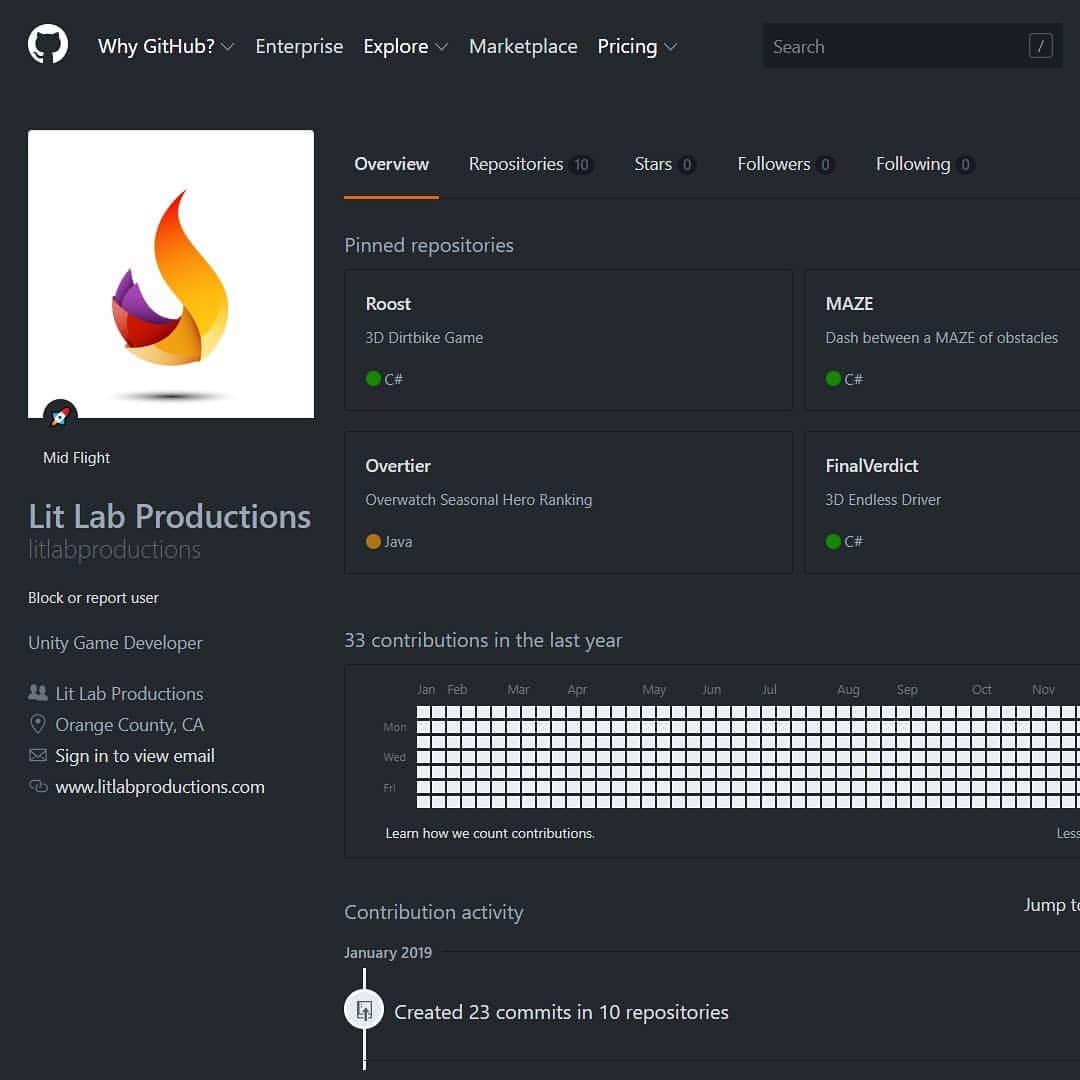 Why GitHub? Enterprise Explore Marketplace Pricing Search /
Overview Repositories 10 Stars 0 Followers 0 Following 0
Mid Flight
Lit Lab Productions
litlabproductions
Block or report user
Unity Game Developer
Lit Lab Productions
Orange County, CA
Sign in to view email
www.litlabproductions.com
Pinned repositories
Roost
3D Dirtbike Game
C#
MAZE
Dash between a MAZE of obstacles
C#
Overtier
Overwatch Seasonal Hero Ranking
Java
FinalVerdict
3D Endless Driver
C#
33 contributions in the last year
Jan Feb Mar Apr May Jun Jul Aug Sep Oct Nov
Mon
Wed
Fri
Learn how we count contributions. Less
Contribution activity Jump to
January 2019
Created 23 commits in 10 repositories